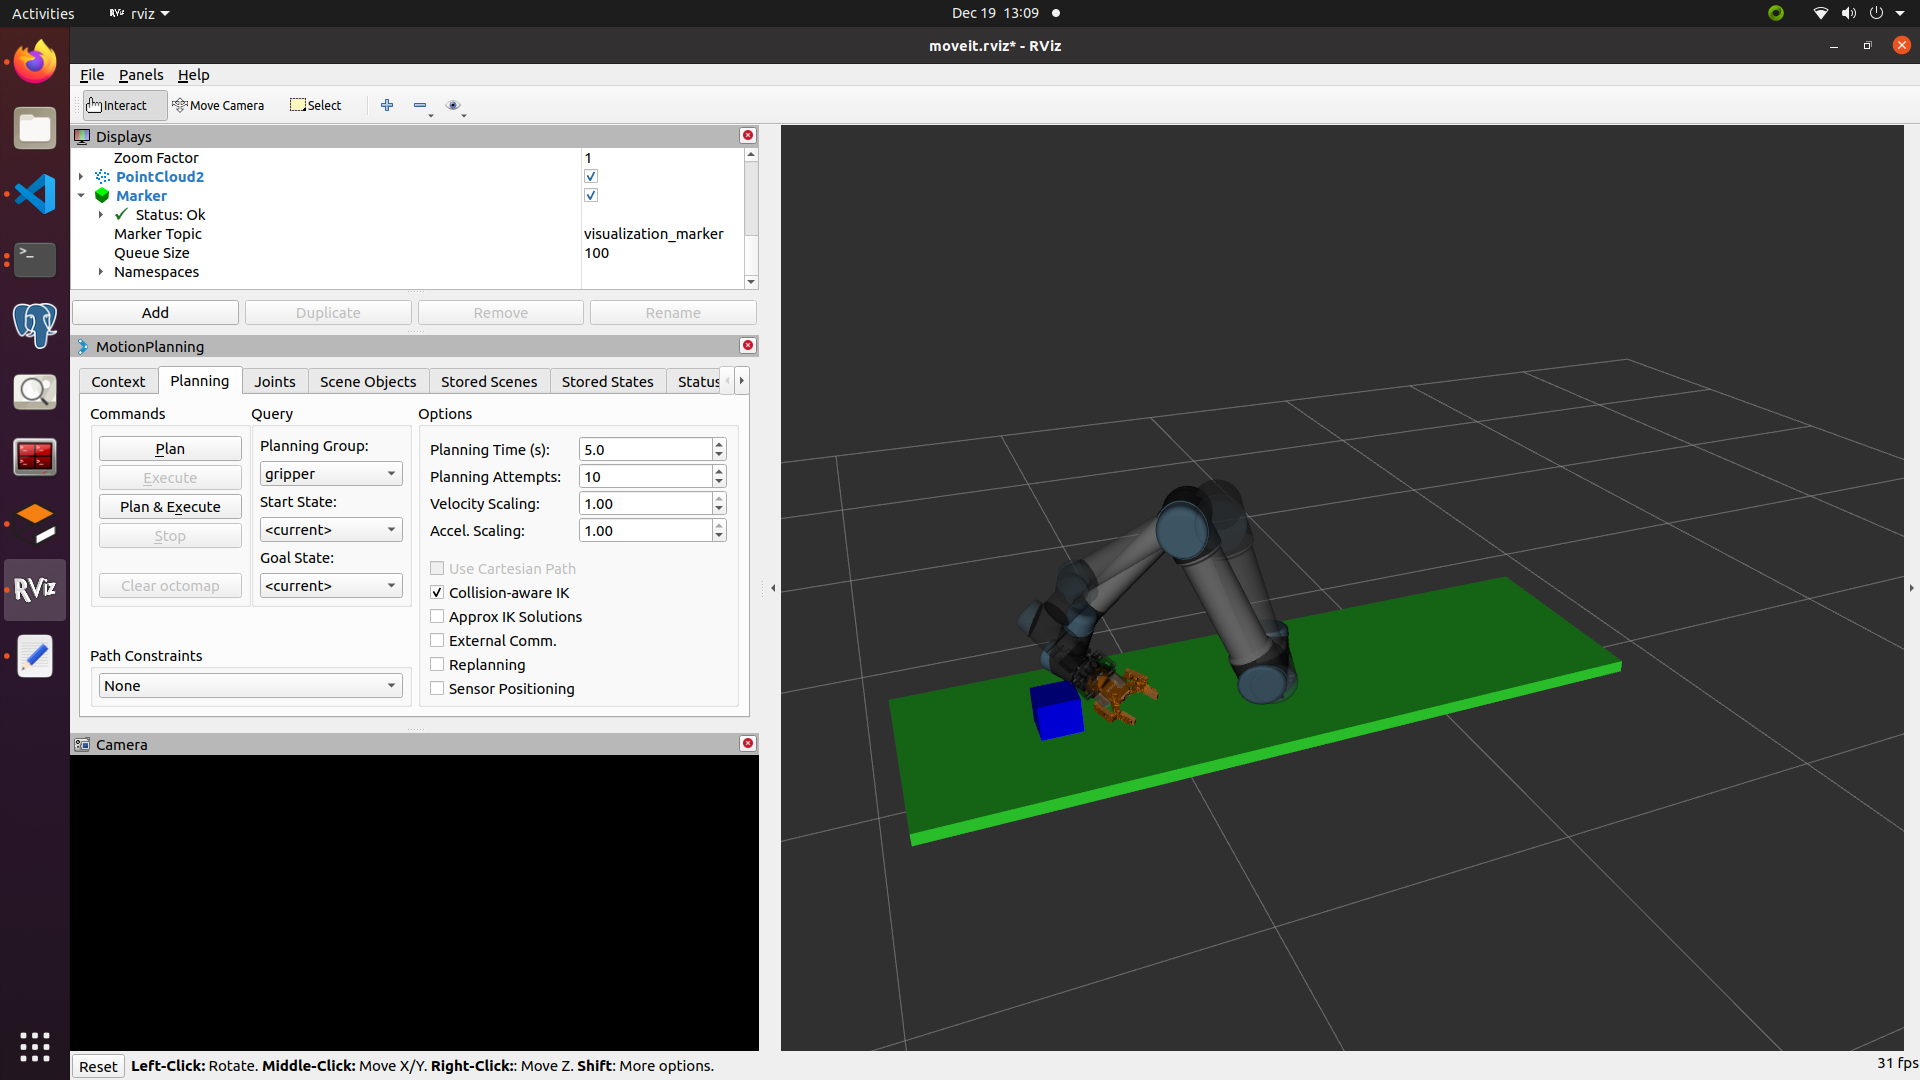 Activities
RViz rviz
Dec 19 13:09
moveit.rviz* - RViz
File Panels Help
Interact Move Camera Select
Displays
Zoom Factor 1
PointCloud2
Marker
Status: Ok
Marker Topic visualization_marker
Queue Size 100
Namespaces
Add Duplicate Remove Rename
MotionPlanning
Context Planning Joints Scene Objects Stored Scenes Stored States Status
Commands Query Options
Plan
Execute
Plan & Execute
Stop
Clear octomap
Planning Group:
gripper
Start State:
<current>
Goal State:
<current>
Planning Time (s): 5.0
Planning Attempts: 10
Velocity Scaling: 1.00
Accel. Scaling: 1.00
Use Cartesian Path
Collision-aware IK
Approx IK Solutions
External Comm.
Replanning
Sensor Positioning
Path Constraints
None
RViz
Camera
Reset Left-Click: Rotate. Middle-Click: Move X/Y. Right-Click:: Move Z. Shift: More options.
31 fps